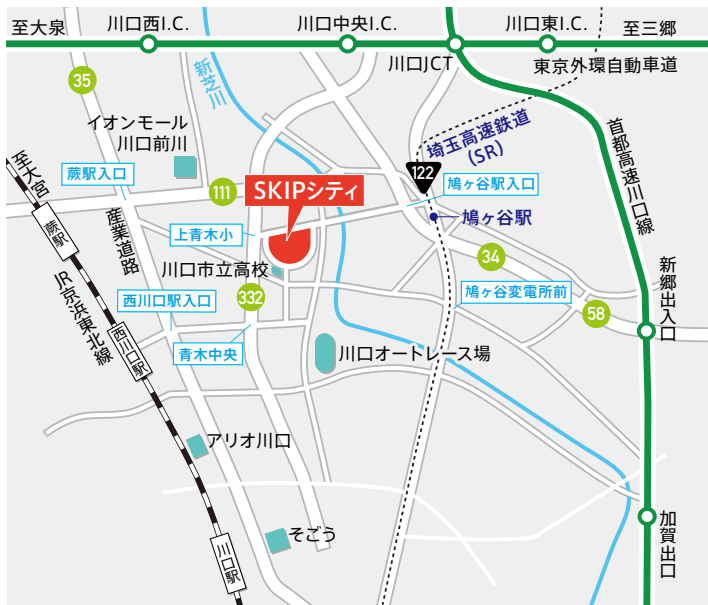 至大泉
川口西I.C.
川口中央I.C.
川口東I.C.
至三郷
川口JCT
東京外環自動車道
35
新芝川
イオンモール
川口前川
埼玉高速鉄道
(SR)
首都高速川口線
至大宮
蕨駅入口
122
111
SKIPシティ
鳩ヶ谷駅入口
蕨駅
産業道路
上青木小
鳩ヶ谷駅
川口市立高校
34
新郷出入口
JR京浜東北線
西川口駅入口
332
鳩ヶ谷変電所前
58
西川口駅
青木中央
川口オートレース場
アリオ川口
加賀出口
そごう
川口駅